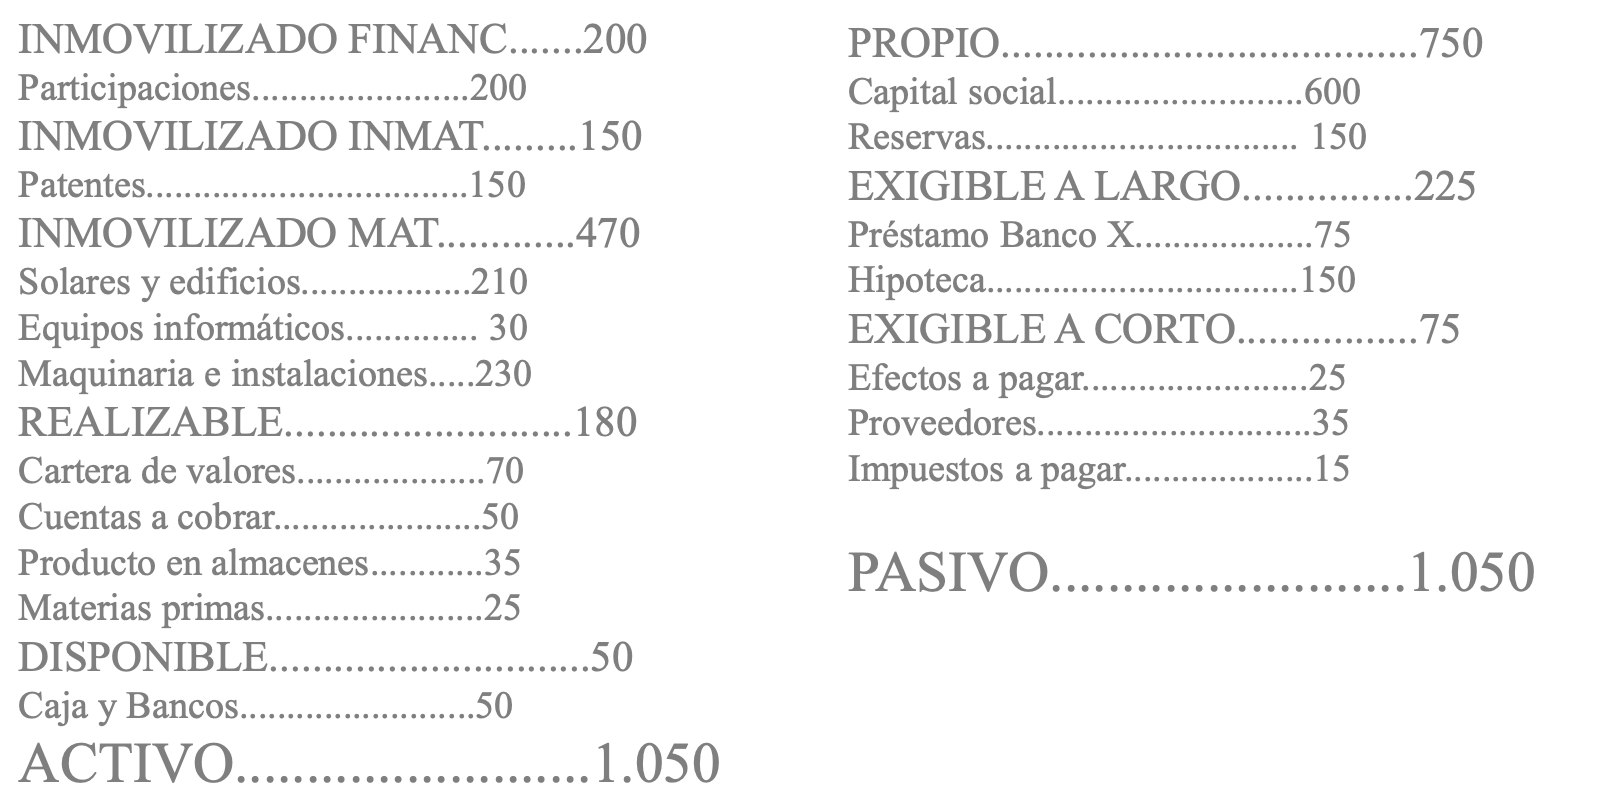 INMOVILIZADO FINANC.......200
Participaciones.......................200
INMOVILIZADO INMAT.........150
Patentes..................................150
INMOVILIZADO MAT.............470
Solares y edificios..................210
Equipos informáticos.............. 30
Maquinaria e instalaciones.....230
REALIZABLE...........................180
Cartera de valores....................70
Cuentas a cobrar......................50
Producto en almacenes............35
Materias primas.......................25
DISPONIBLE..............................50
Caja y Bancos.........................50
ACTIVO.........................1.050
PROPIO.......................................750
Capital social..........................600
Reservas................................. 150
EXIGIBLE A LARGO................225
Préstamo Banco X...................75
Hipoteca.................................150
EXIGIBLE A CORTO.................75
Efectos a pagar........................25
Proveedores.............................35
Impuestos a pagar....................15
PASIVO.........................1.050